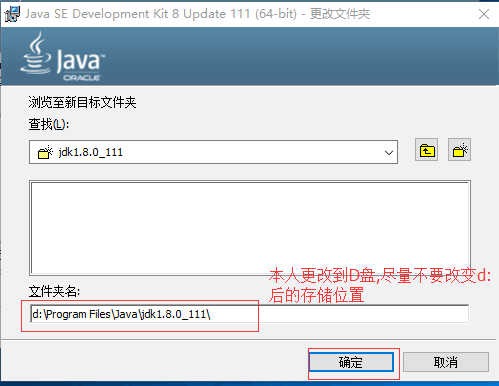 Java SE Development Kit 8 Update 111 (64-bit) - 更改文件夹
Java
ORACLE
浏览至新目标文件夹
查找(L):
jdk1.8.0_111
本人更改到D盘,尽量不要改变d:
后的存储位置
文件夹名:
d:\Program Files\Java\jdk1.8.0_111\
确定
取消